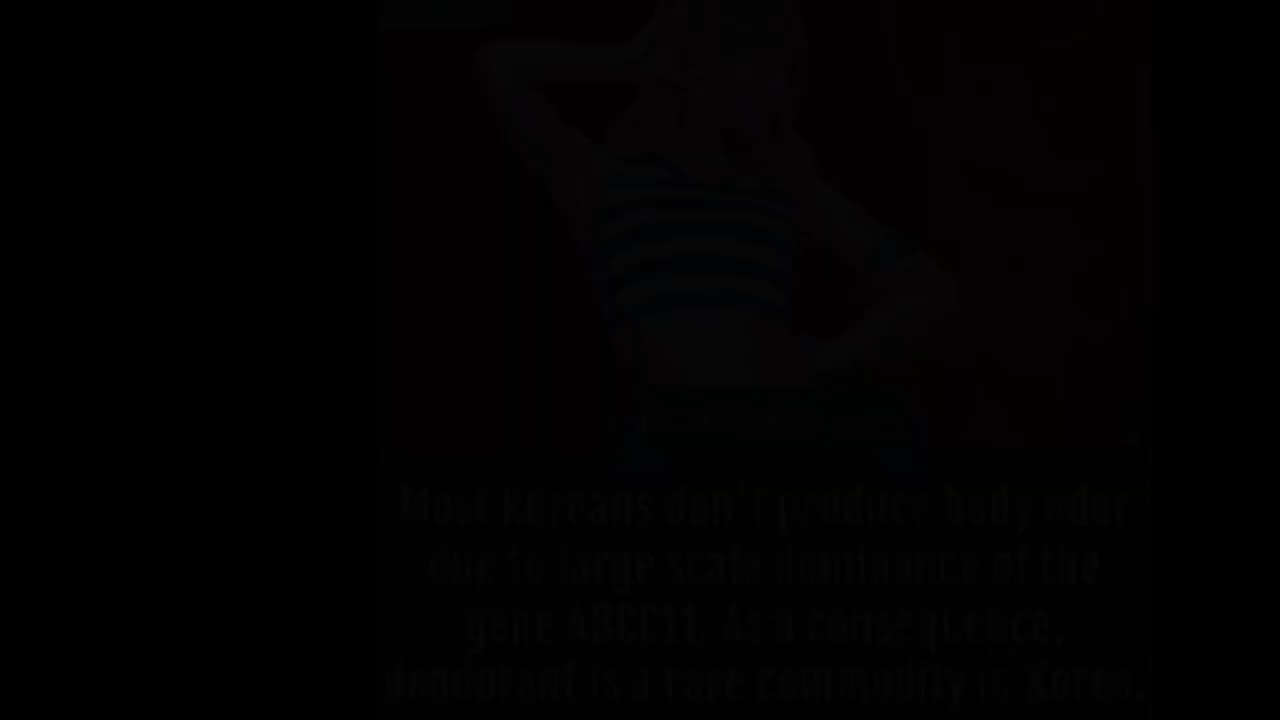 Most Koreans don't produce body odor
due to large scale dominance of the
gene ABCC11. As a consequence,
deodorant is a rare commodity in Korea.